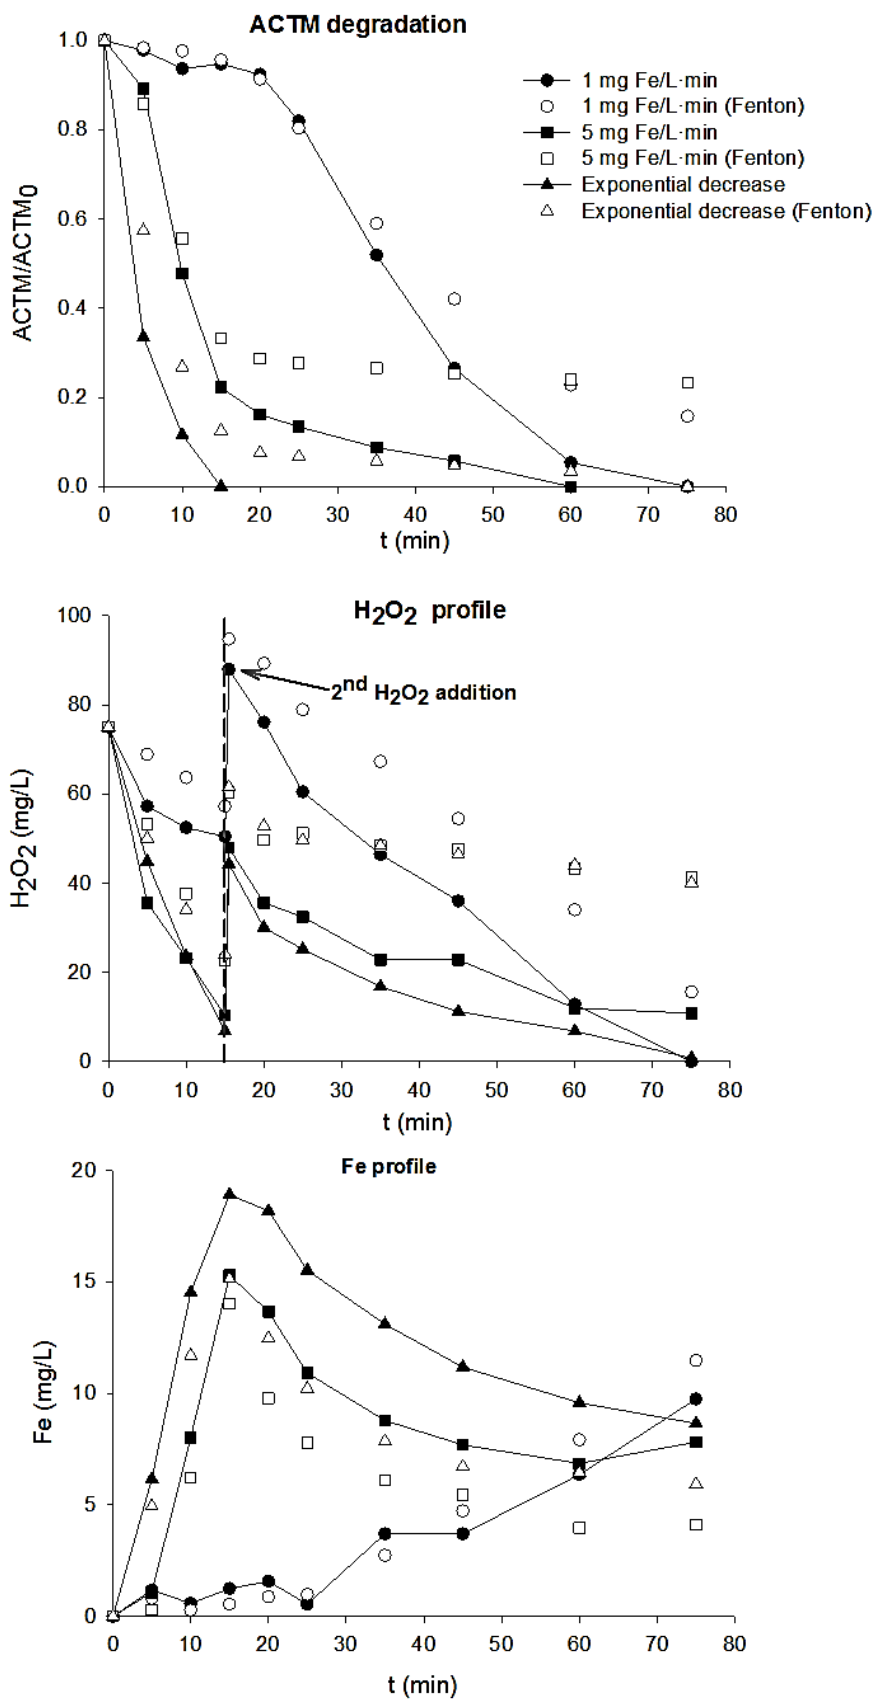 ACTM degradation
1.0
0.8
0.6
0.4
0.2
0.0
ACTM/ACTM0
1 mg Fe/L·min
1 mg Fe/L·min (Fenton)
5 mg Fe/L·min
5 mg Fe/L·min (Fenton)
Exponential decrease
Exponential decrease (Fenton)
0 10 20 30 40 50 60 70 80
t (min)
H2O2 profile
100
80
60
40
20
0
H2O2 (mg/L)
2nd H2O2 addition
0 10 20 30 40 50 60 70 80
t (min)
Fe profile
20
15
10
5
0
Fe (mg/L)
0 10 20 30 40 50 60 70 80
t (min)